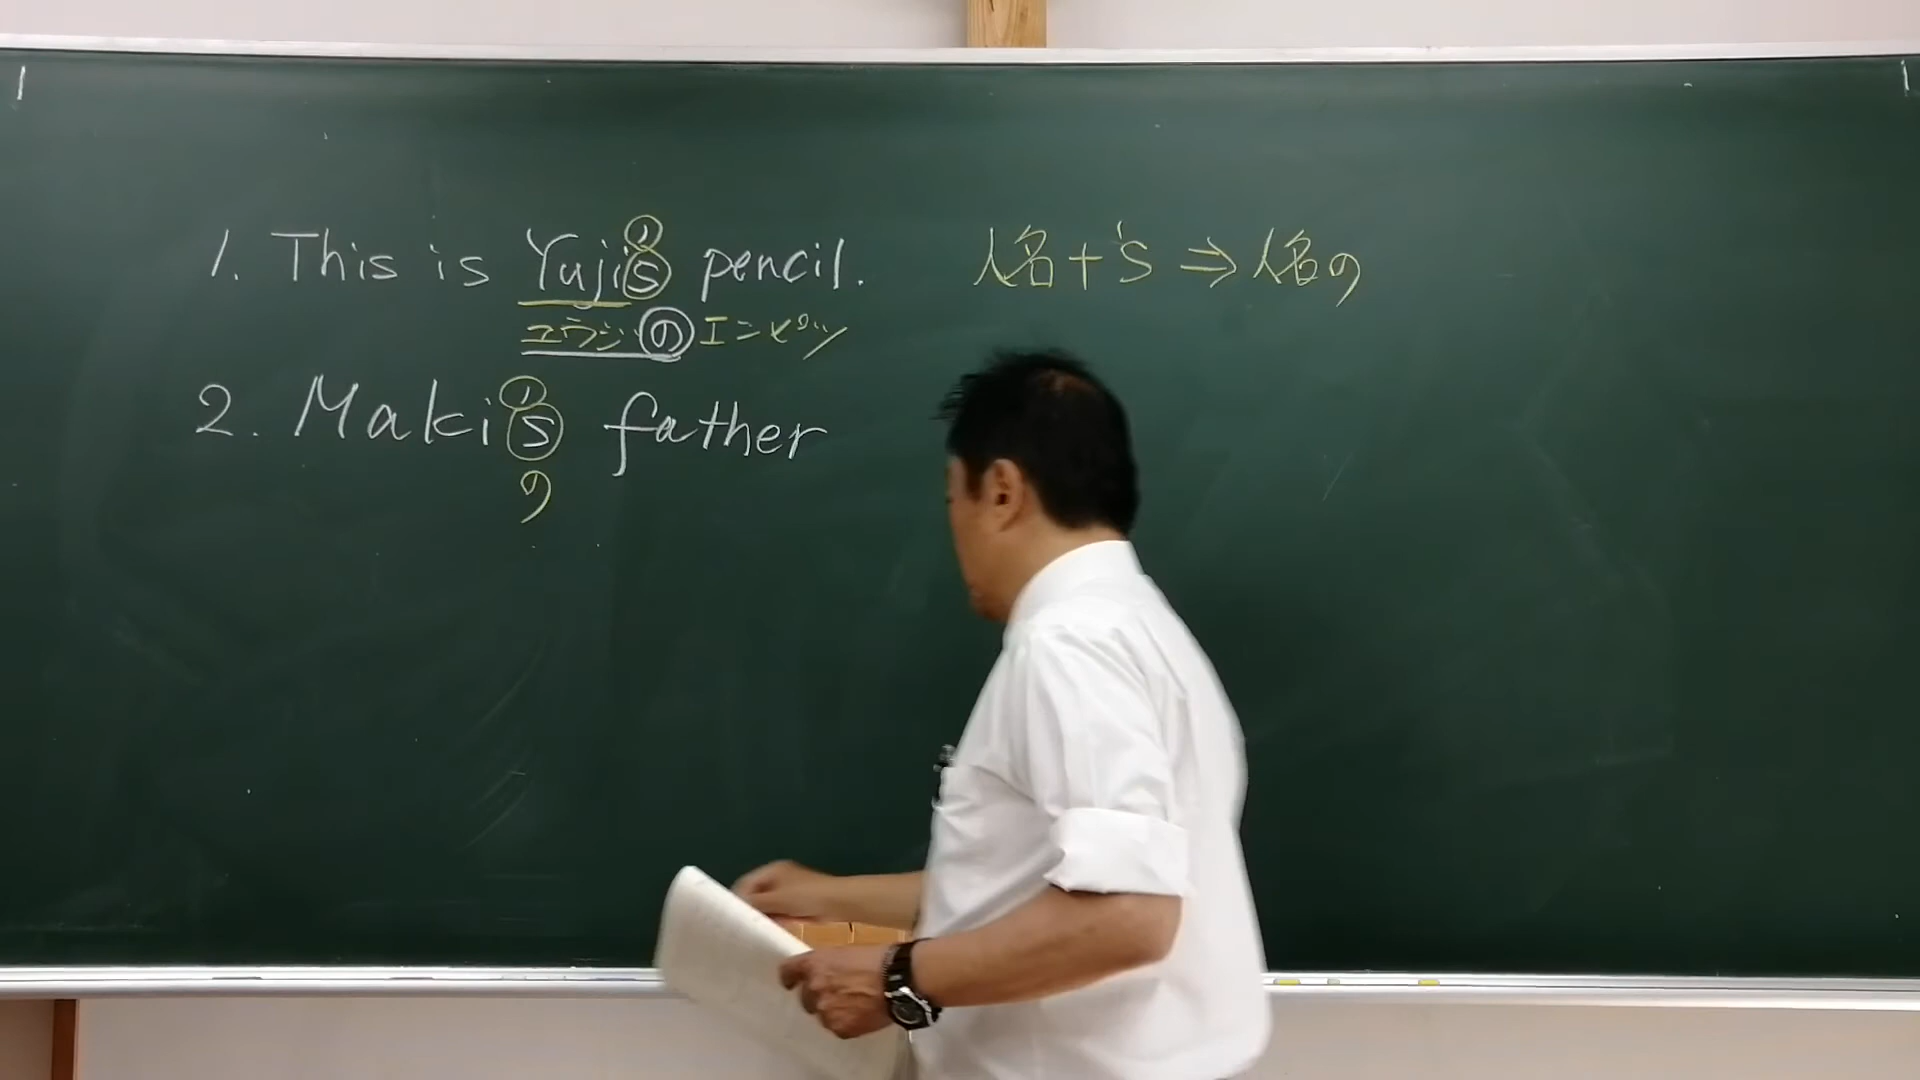 1. This is Yuji's pencil. 人名+'s ⇒ 人名の
ユウジの エンピツ
2. Maki's father
の